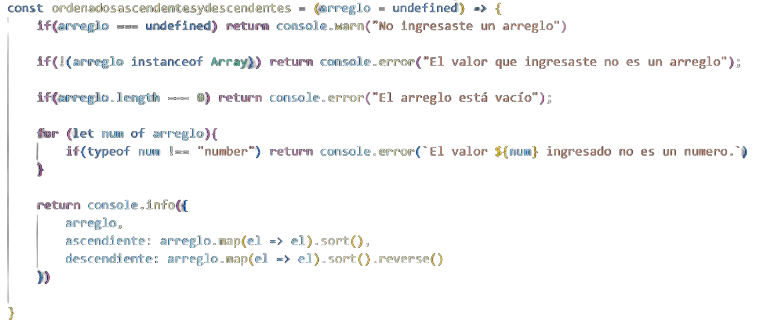 const ordenadosascendentesydescendentes = (arreglo = undefined) => {
if(arreglo === undefined) return console.warn("No ingresaste un arreglo")
if(!(arreglo instanceof Array)) return console.error("El valor que ingresaste no es un arreglo");
if(arreglo.length === 0) return console.error("El arreglo está vacío");
for (let num of arreglo){
if(typeof num !== "number") return console.error(`El valor ${num} ingresado no es un numero.`)
}
return console.info({
arreglo,
ascendiente: arreglo.map(el => el).sort(),
descendiente: arreglo.map(el => el).sort().reverse()
})
}